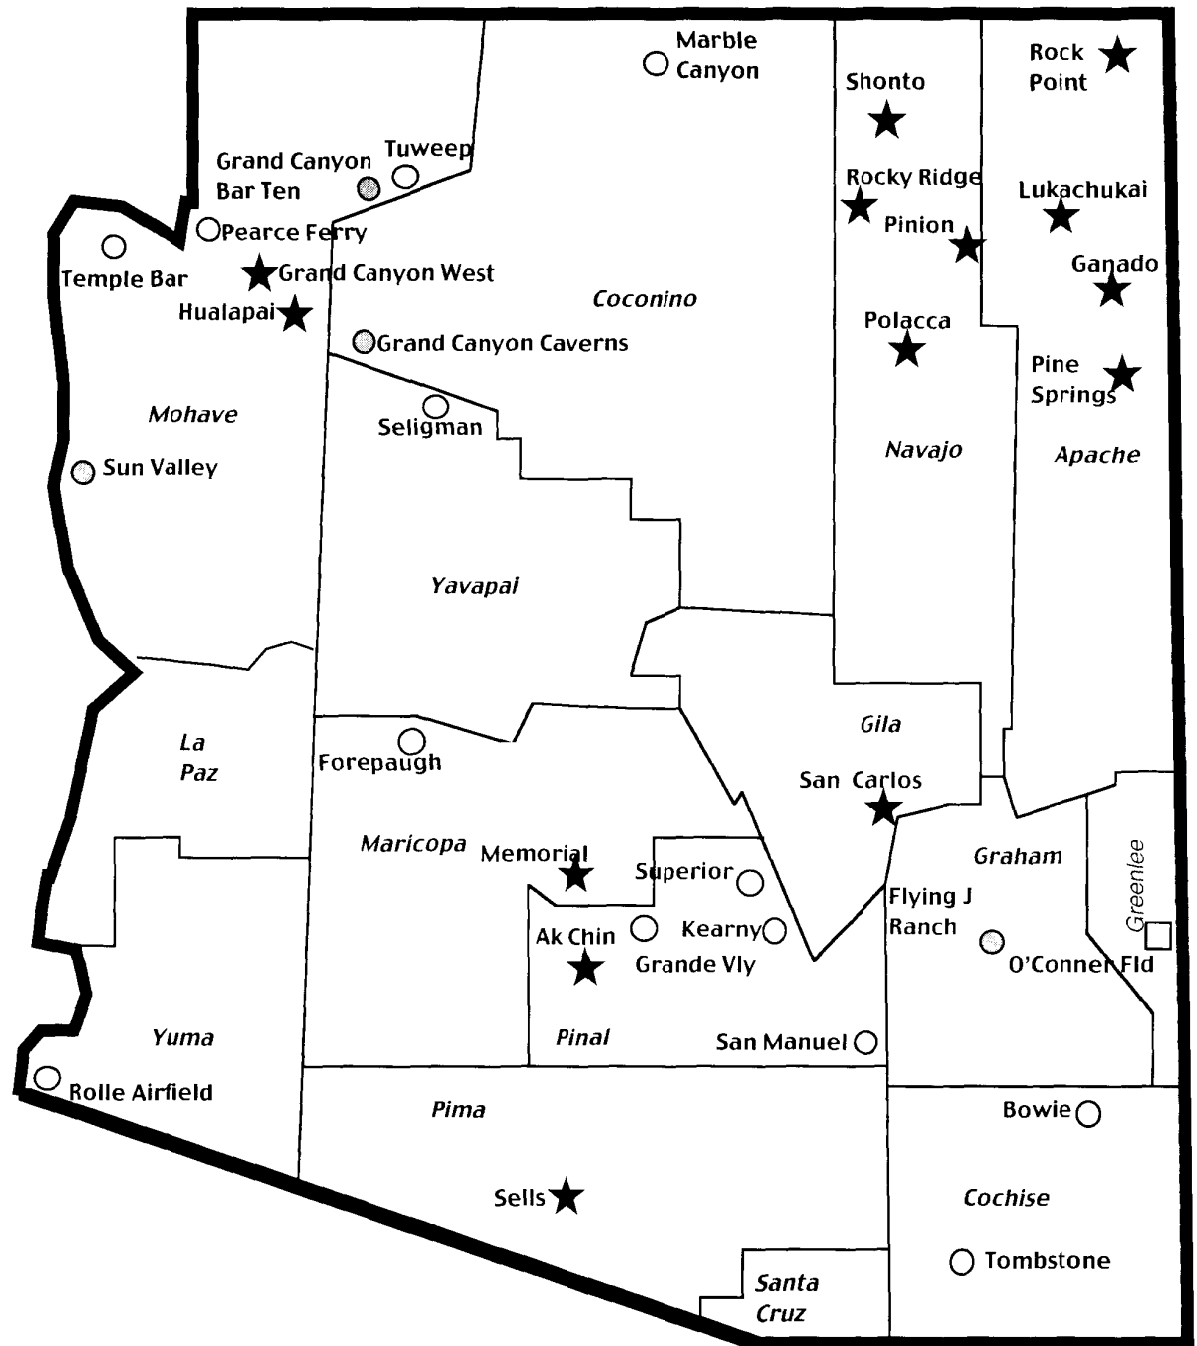 Marble
Canyon
Rock
Point
Shonto
Tuweep
Grand Canyon
Bar Ten
Rocky Ridge
Lukachukai
Pinion
Pearce Ferry
Temple Bar
Grand Canyon West
Ganado
Hualapai
Coconino
Polacca
Grand Canyon Caverns
Pine
Springs
Mohave
Seligman
Navajo
Apache
Sun Valley
Yavapai
Gila
La
Paz
Forepaugh
San Carlos
Maricopa
Memorial
Graham
Greenlee
Superior
Flying J
Ranch
Ak Chin
Kearny
Grande Vly
O'Conner Fld
Yuma
Pinal
San Manuel
Rolle Airfield
Pima
Bowie
Sells
Cochise
Tombstone
Santa
Cruz